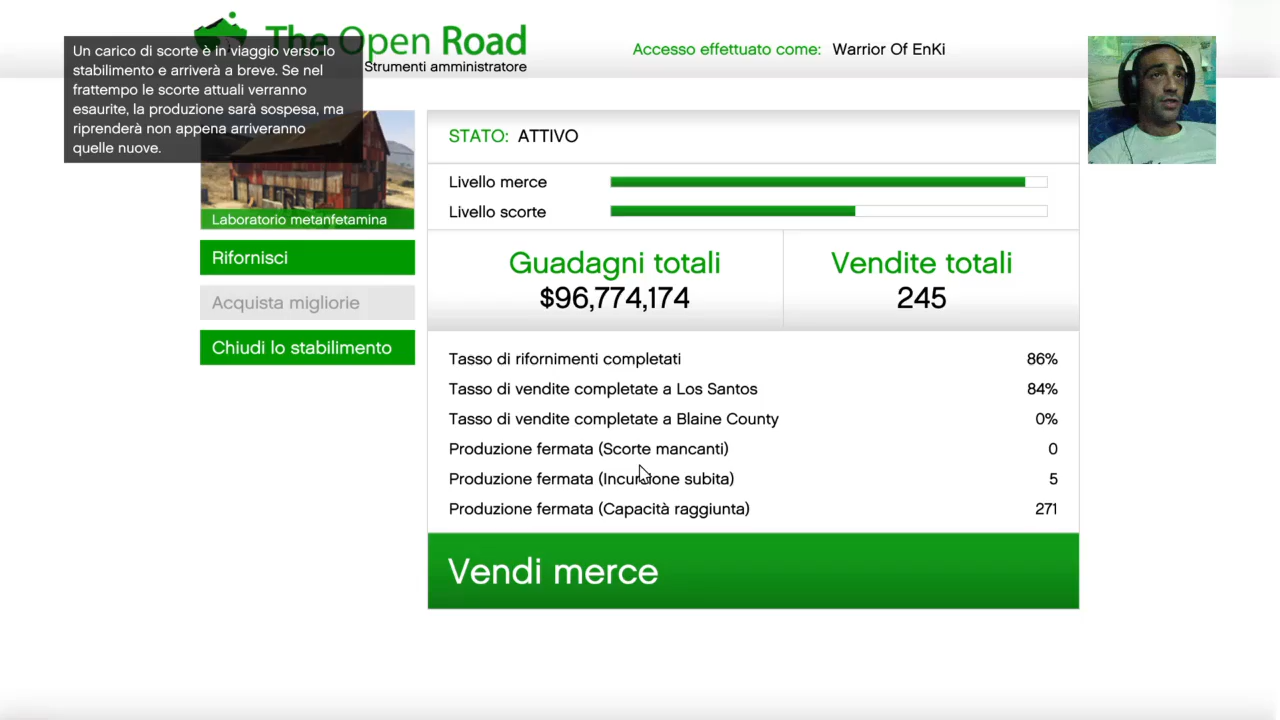 The Open Road
Strumenti amministratore
Accesso effettuato come: Warrior Of EnKi
Un carico di scorte è in viaggio verso lo
stabilimento e arriverà a breve. Se nel
frattempo le scorte attuali verranno
esaurite, la produzione sarà sospesa, ma
riprenderà non appena arriveranno
quelle nuove.
Laboratorio metanfetamina
Rifornisci
Acquista migliorie
Chiudi lo stabilimento
STATO: ATTIVO
Livello merce
Livello scorte
Guadagni totali
$96,774,174
Vendite totali
245
Tasso di rifornimenti completati 86%
Tasso di vendite completate a Los Santos 84%
Tasso di vendite completate a Blaine County 0%
Produzione fermata (Scorte mancanti) 0
Produzione fermata (Incursione subita) 5
Produzione fermata (Capacità raggiunta) 271
Vendi merce